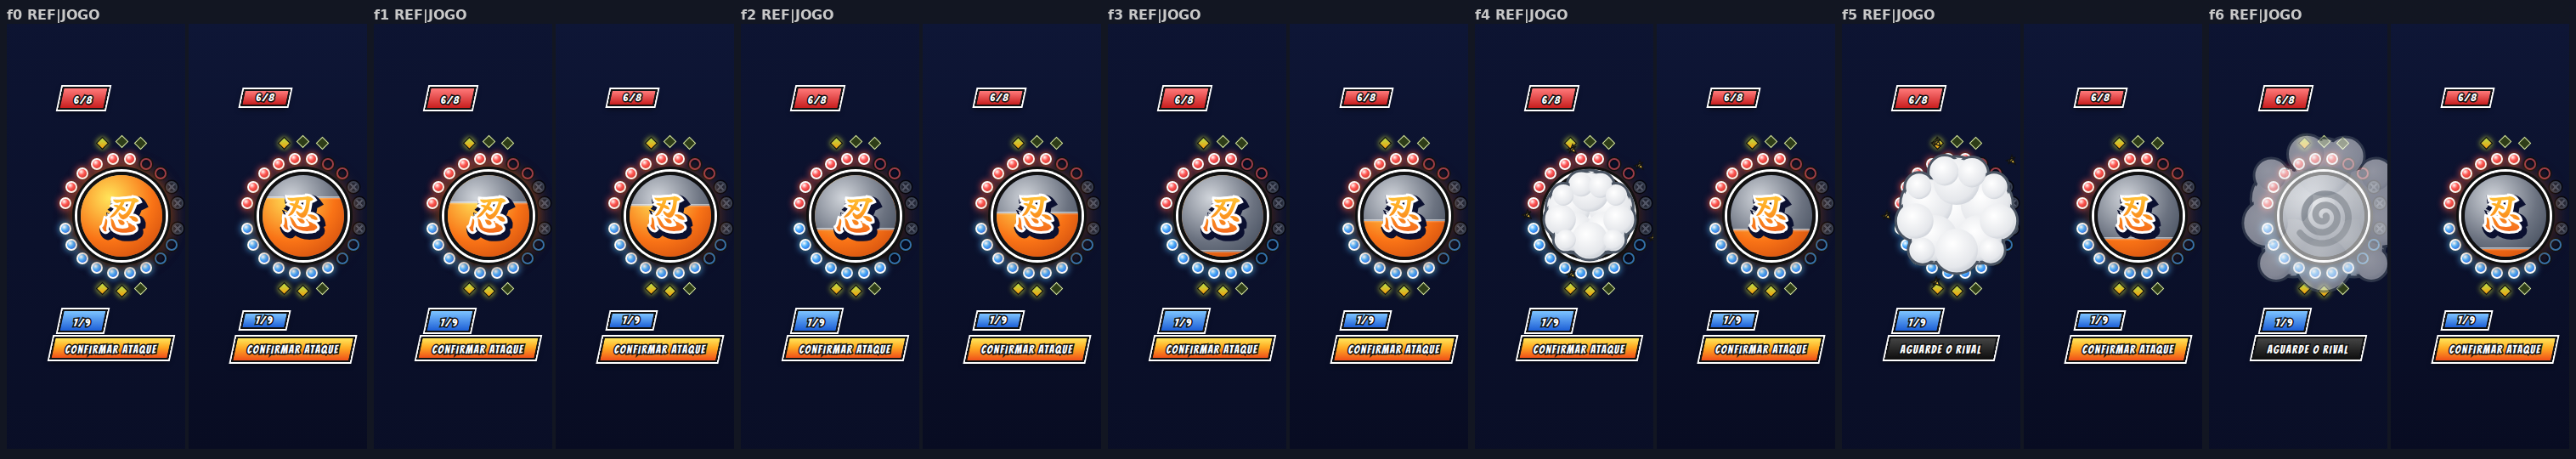 f0 REF|JOGO
f1 REF|JOGO
f2 REF|JOGO
f3 REF|JOGO
f4 REF|JOGO
f5 REF|JOGO
f6 REF|JOGO
6/8 6/8 6/8 6/8 6/8 6/8 6/8 6/8 6/8 6/8 6/8 6/8 6/8 6/8
忍 忍 忍 忍 忍 忍 忍 忍 忍 忍 忍
1/9 1/9 1/9 1/9 1/9 1/9 1/9 1/9 1/9 1/9 1/9 1/9 1/9 1/9
CONFIRMAR ATAQUE
CONFIRMAR ATAQUE
CONFIRMAR ATAQUE
CONFIRMAR ATAQUE
CONFIRMAR ATAQUE
CONFIRMAR ATAQUE
CONFIRMAR ATAQUE
CONFIRMAR ATAQUE
CONFIRMAR ATAQUE
CONFIRMAR ATAQUE
AGUARDE O RIVAL
CONFIRMAR ATAQUE
AGUARDE O RIVAL
CONFIRMAR ATAQUE